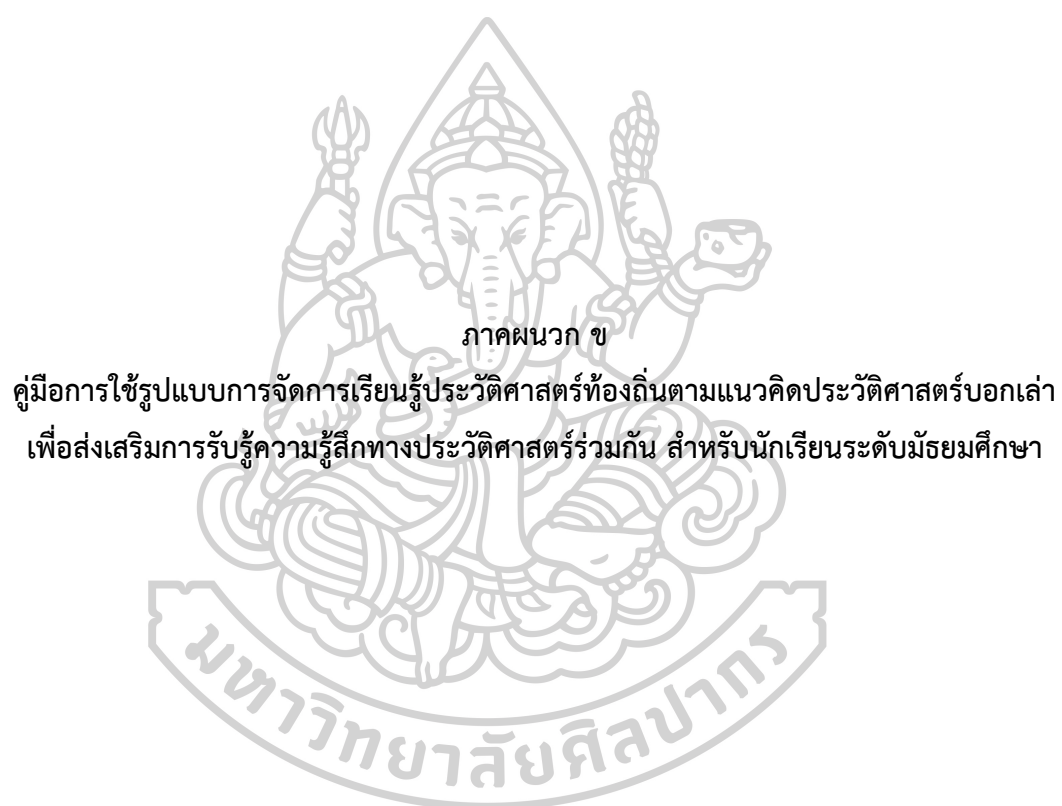 ภาคผนวก ข
คู่มือการใช้รูปแบบการจัดการเรียนรู้ประวัติศาสตร์ท้องถิ่นตามแนวคิดประวัติศาสตร์บอกเล่า
เพื่อส่งเสริมการรับรู้ความรู้สึกทางประวัติศาสตร์ร่วมกัน สำหรับนักเรียนระดับมัธยมศึกษา
มหาวิทยาลัยศิลปากร